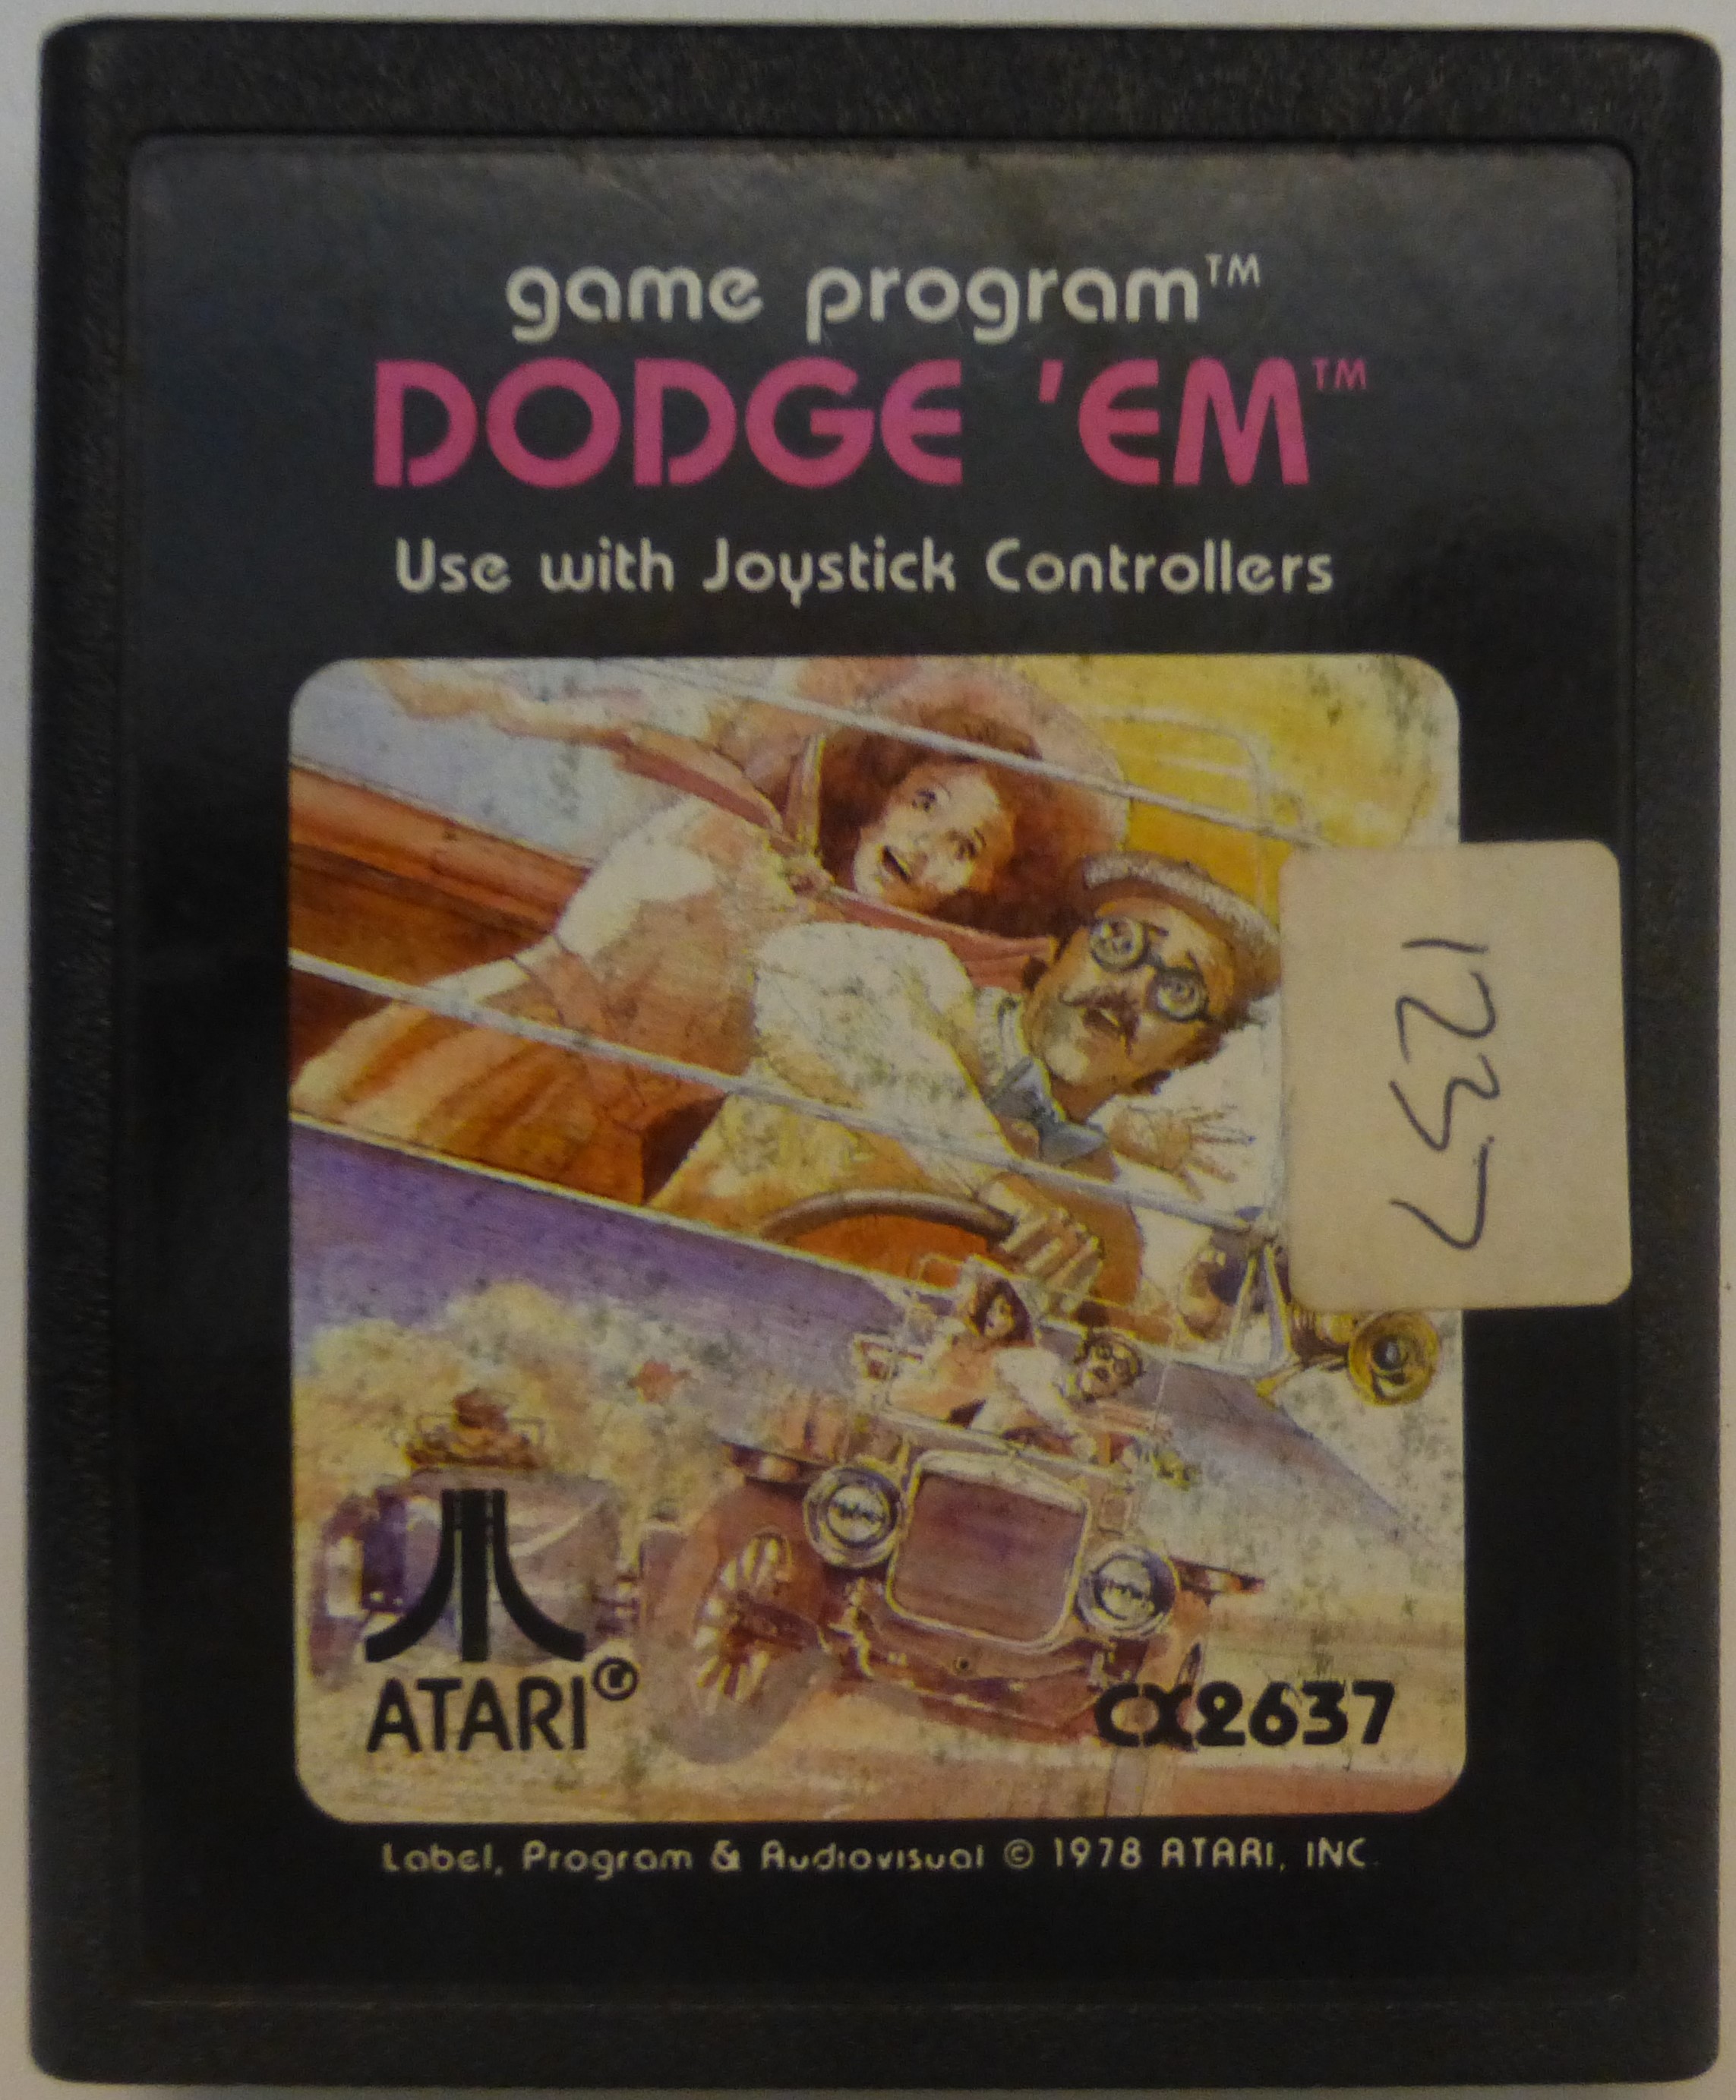 game program™
DODGE 'EM™
Use with Joystick Controllers
1237
ATARI®
CX2637
Label, Program & Audiovisual © 1978 ATARI, INC.